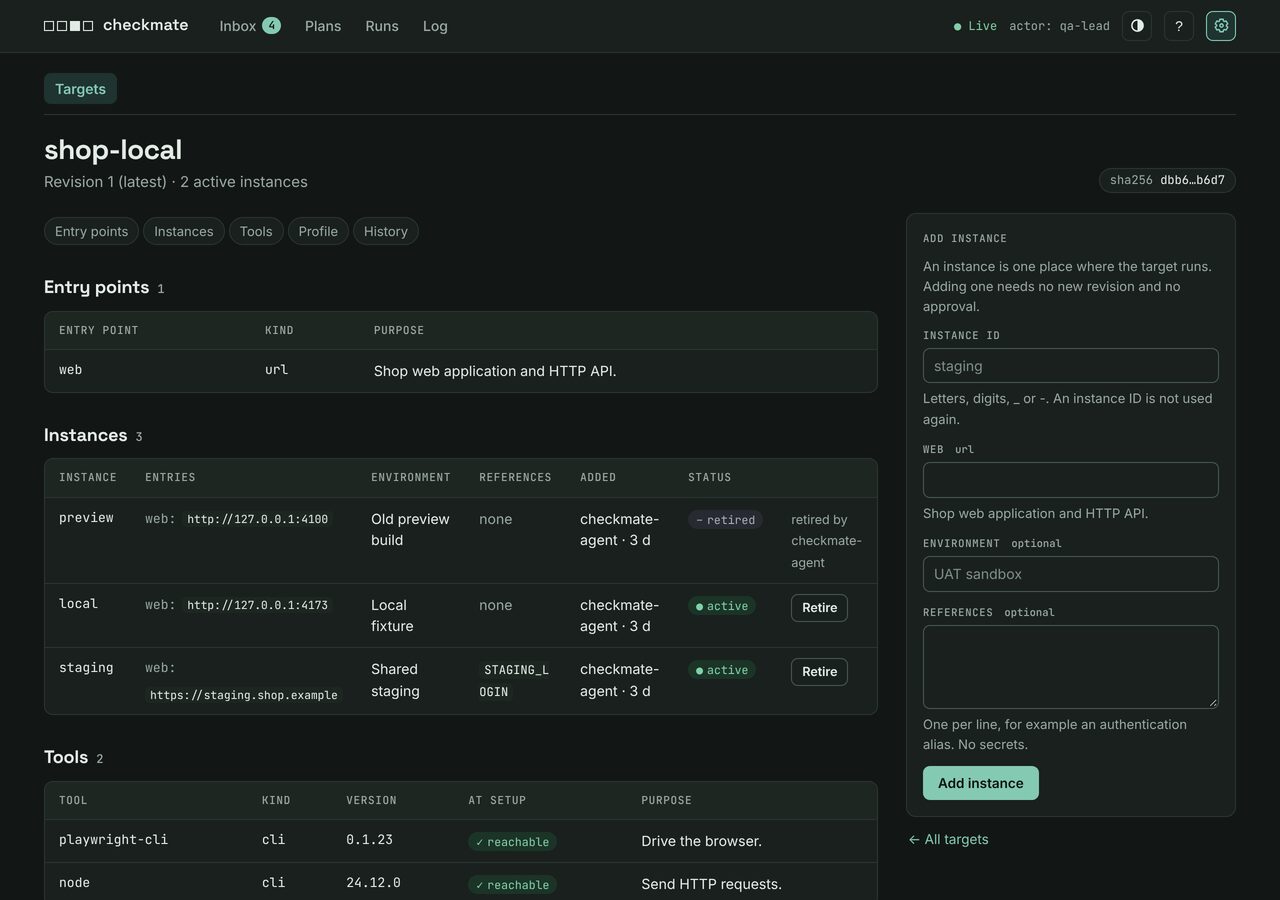 checkmate Inbox 4 Plans Runs Log ● Live actor: qa-lead ?
Targets
shop-local
Revision 1 (latest) · 2 active instances
sha256 dbb6…b6d7
Entry points Instances Tools Profile History
Entry points 1
ENTRY POINT KIND PURPOSE
web url Shop web application and HTTP API.
Instances 3
INSTANCE ENTRIES ENVIRONMENT REFERENCES ADDED STATUS
preview web: http://127.0.0.1:4100 Old preview none checkmate- – retired retired by
build agent · 3 d checkmate-
agent
local web: http://127.0.0.1:4173 Local none checkmate- ● active Retire
fixture agent · 3 d
staging web: Shared STAGING_L checkmate- ● active Retire
https://staging.shop.example staging OGIN agent · 3 d
Tools 2
TOOL KIND VERSION AT SETUP PURPOSE
playwright-cli cli 0.1.23 ✓ reachable Drive the browser.
node cli 24.12.0 ✓ reachable Send HTTP requests.
ADD INSTANCE
An instance is one place where the target runs.
Adding one needs no new revision and no
approval.
INSTANCE ID
staging
Letters, digits, _ or -. An instance ID is not used
again.
WEB url
Shop web application and HTTP API.
ENVIRONMENT optional
UAT sandbox
REFERENCES optional
One per line, for example an authentication
alias. No secrets.
Add instance
← All targets